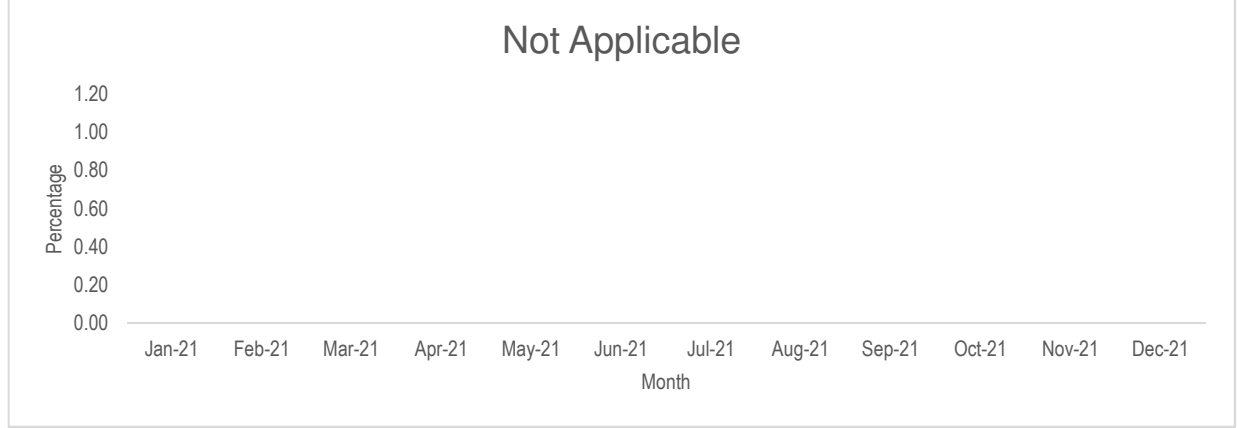 Not Applicable
1.20
1.00
0.80
0.60
0.40
0.20
0.00
Percentage
Jan-21 Feb-21 Mar-21 Apr-21 May-21 Jun-21 Jul-21 Aug-21 Sep-21 Oct-21 Nov-21 Dec-21
Month